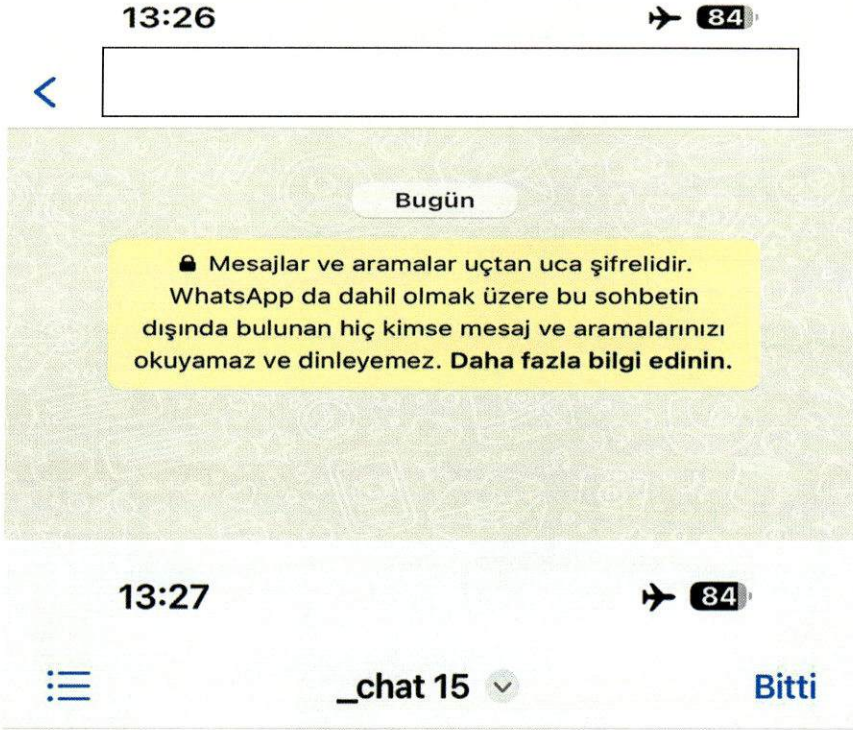 13:26
84
Bugün
Mesajlar ve aramalar uçtan uca şifrelidir.
WhatsApp da dahil olmak üzere bu sohbetin
dışında bulunan hiç kimse mesaj ve aramalarınızı
okuyamaz ve dinleyemez. Daha fazla bilgi edinin.
13:27
84
_chat 15
Bitti